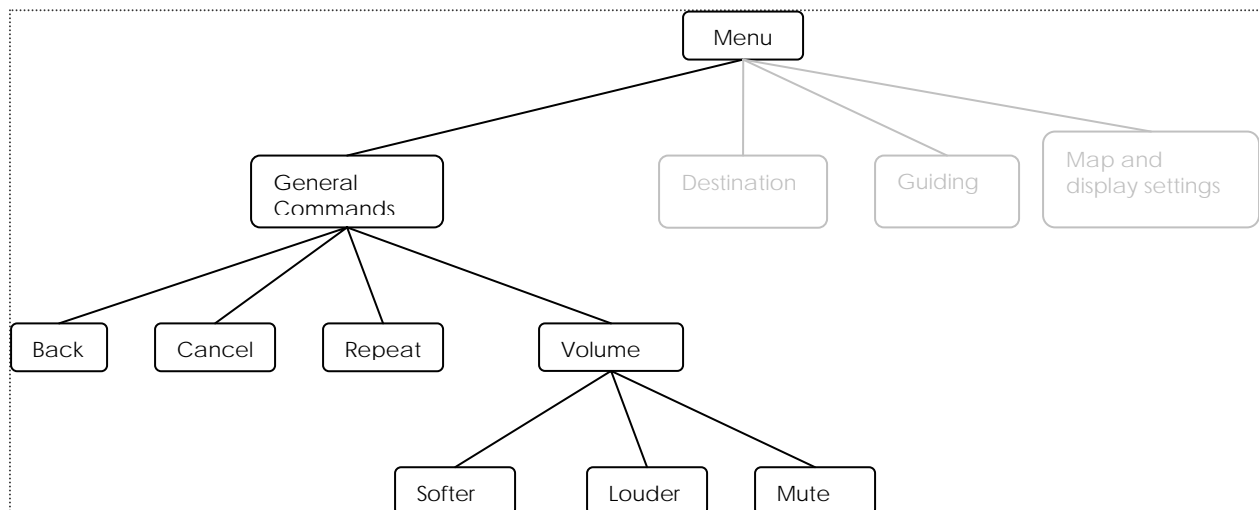 Menu
General
Commands
Destination
Guiding
Map and
display settings
Back
Cancel
Repeat
Volume
Softer
Louder
Mute